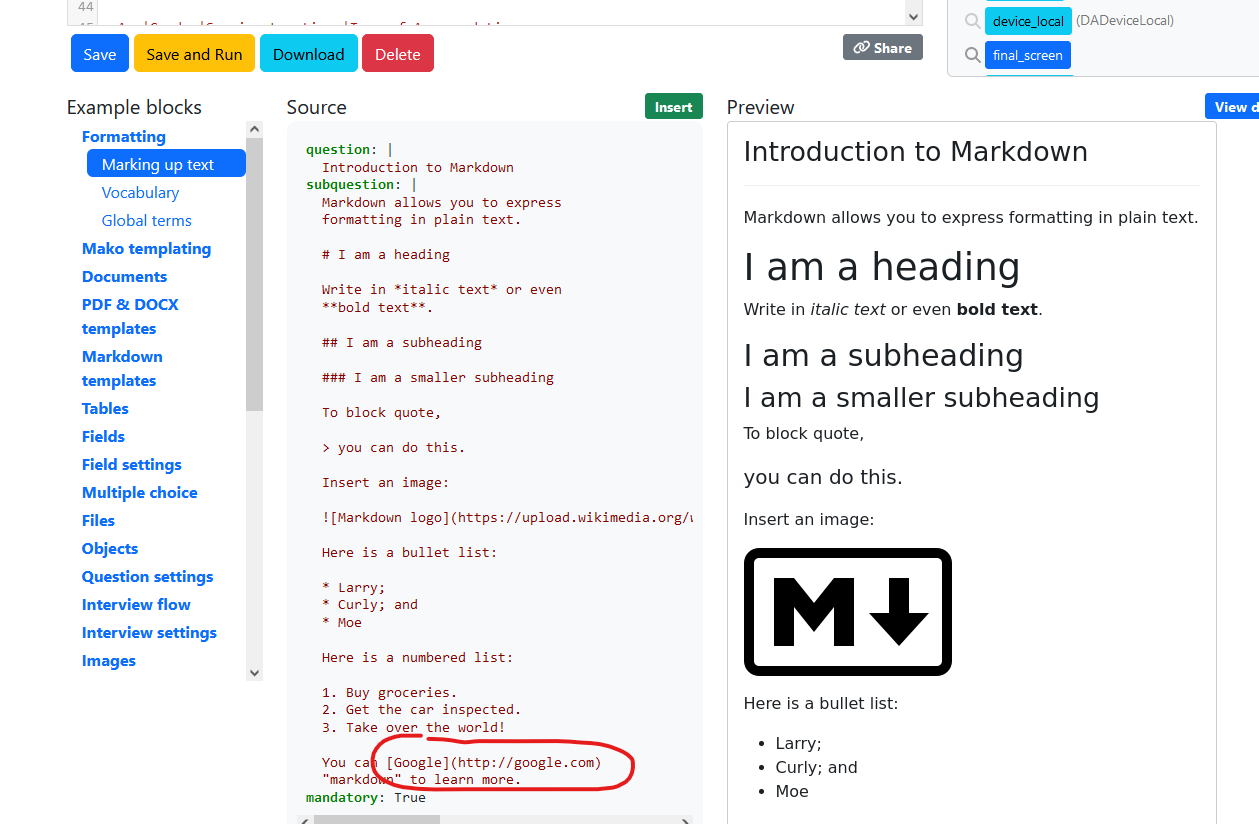 44
Save
Save and Run
Download
Delete
Share
device_local (DADeviceLocal)
final_screen
Example blocks
Formatting
Marking up text
Vocabulary
Global terms
Mako templating
Documents
PDF & DOCX
templates
Markdown
templates
Tables
Fields
Field settings
Multiple choice
Files
Objects
Question settings
Interview flow
Interview settings
Images
Source
Insert
question: |
Introduction to Markdown
subquestion: |
Markdown allows you to express
formatting in plain text.
# I am a heading
Write in *italic text* or even
**bold text**.
## I am a subheading
### I am a smaller subheading
To block quote,
> you can do this.
Insert an image:
![Markdown logo](https://upload.wikimedia.org/
Here is a bullet list:
* Larry;
* Curly; and
* Moe
Here is a numbered list:
1. Buy groceries.
2. Get the car inspected.
3. Take over the world!
You can [Google](http://google.com)
"markdown" to learn more.
mandatory: True
Preview
View d
Introduction to Markdown
Markdown allows you to express formatting in plain text.
I am a heading
Write in italic text or even bold text.
I am a subheading
I am a smaller subheading
To block quote,
you can do this.
Insert an image:
M
Here is a bullet list:
• Larry;
• Curly; and
• Moe